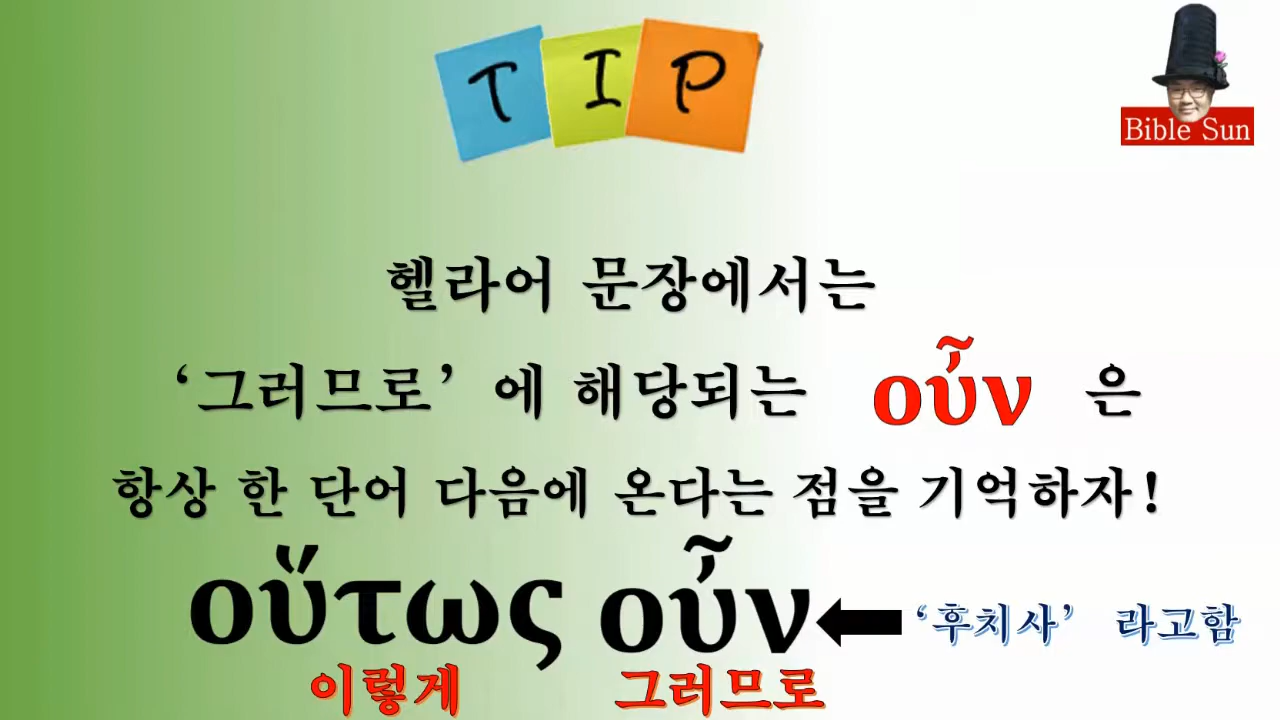 TIP
Bible Sun
헬라어 문장에서는
‘그러므로’ 에 해당되는 οὖν 은
항상 한 단어 다음에 온다는 점을 기억하자!
οὕτως οὖν ‘후치사’ 라고함
이렇게 그러므로